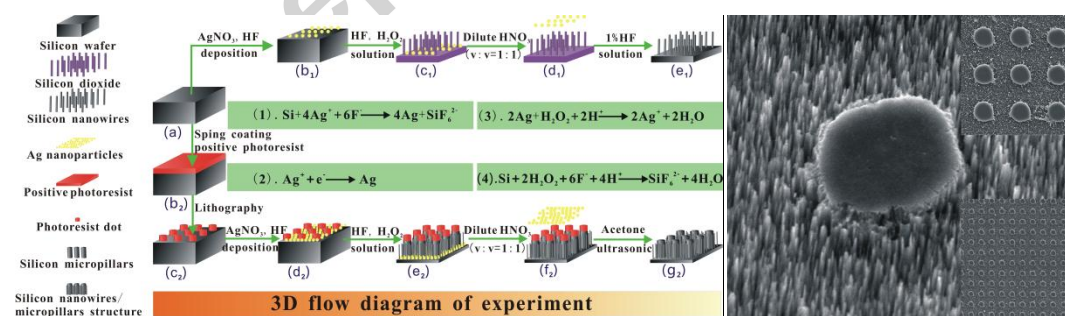 Silicon wafer
Silicon dioxide
Silicon nanowires
Ag nanoparticles
Positive photoresist
Photoresist dot
Silicon micropillars
Silicon nanowires/
micropillars structure
AgNO₃, HF
deposition
(b₁)
HF, H₂O₂
solution
(c₁)
Dilute HNO₃
(v:v=1:1)
(d₁)
1%HF
solution
(e₁)
(a)
(1). Si+4Ag⁺+6F⁻→4Ag+SiF₆²⁻
(3). 2Ag+H₂O₂+2H⁺→2Ag⁺+2H₂O
Sping coating
positive photoresist
(b₂)
(2). Ag⁺+e⁻→Ag
(4).Si+2H₂O₂+6F⁻+4H⁺→SiF₆²⁻+4H₂O
Lithography
(c₂)
AgNO₃, HF
deposition
(d₂)
HF, H₂O₂
solution
(e₂)
Dilute HNO₃
(v:v=1:1)
(f₂)
Acetone
ultrasonic
(g₂)
3D flow diagram of experiment